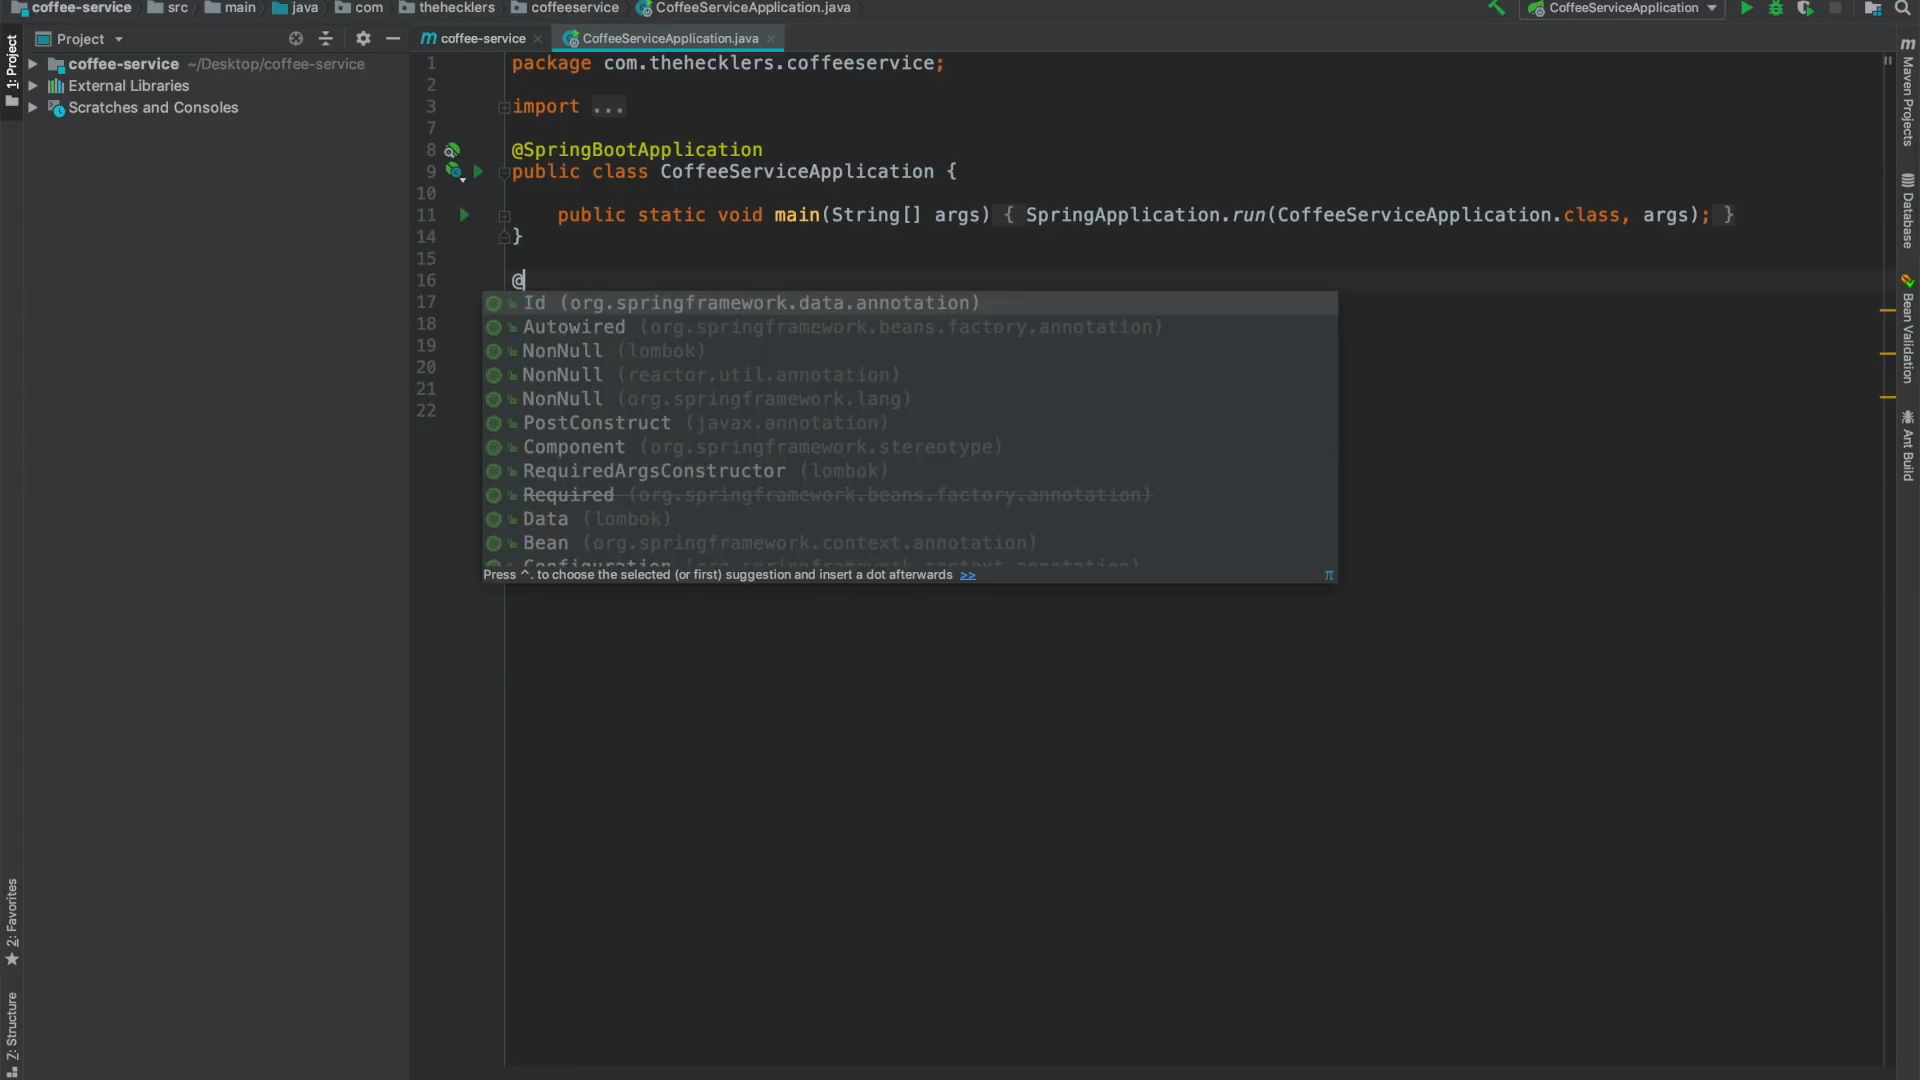 coffee-service src main java com thehecklers coffeeservice CoffeeServiceApplication.java CoffeeServiceApplication
1: Project
Project
coffee-service ~/Desktop/coffee-service
External Libraries
Scratches and Consoles
m coffee-service
CoffeeServiceApplication.java
1 package com.thehecklers.coffeeservice;
2
3 import ...
7
8 @SpringBootApplication
9 public class CoffeeServiceApplication {
10
11 public static void main(String[] args) { SpringApplication.run(CoffeeServiceApplication.class, args); }
14 }
15
16 @
17
18
19
20
21
22
Id (org.springframework.data.annotation)
Autowired (org.springframework.beans.factory.annotation)
NonNull (lombok)
NonNull (reactor.util.annotation)
NonNull (org.springframework.lang)
PostConstruct (javax.annotation)
Component (org.springframework.stereotype)
RequiredArgsConstructor (lombok)
Required (org.springframework.beans.factory.annotation)
Data (lombok)
Bean (org.springframework.context.annotation)
Configuration (org.springframework.context.annotation)
Press ^. to choose the selected (or first) suggestion and insert a dot afterwards >> π
m Maven Projects
Database
Bean Validation
Ant Build
2: Favorites
Z: Structure